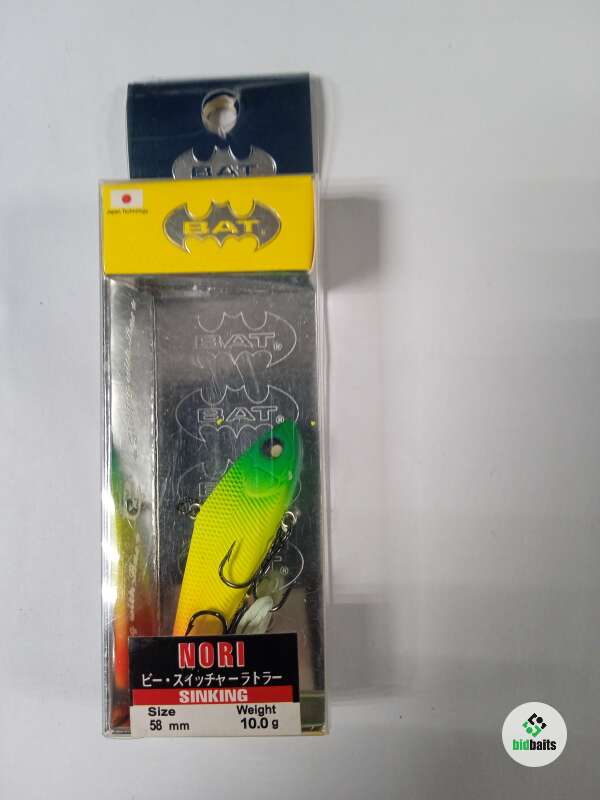 BAT
Japan Technology
BAT®
BAT®
BAT®
NORI
ビー・スイッチャーラトラー
SINKING
Size Weight
58 mm 10.0 g
bidbaits